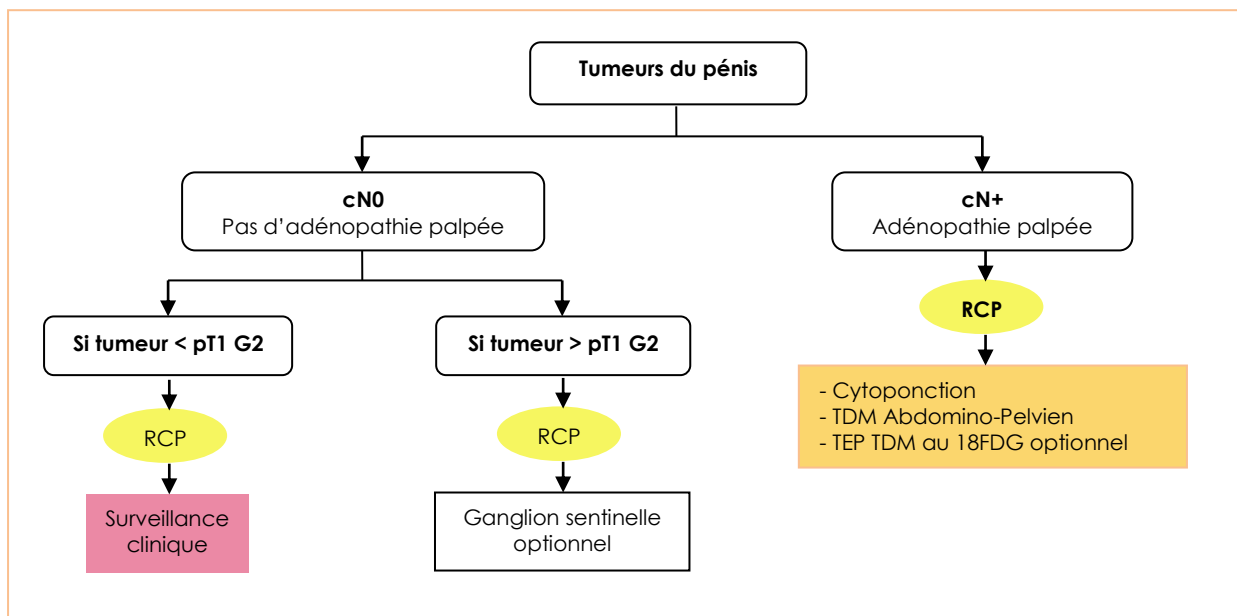 Tumeurs du pénis
cN0
Pas d'adénopathie palpée
cN+
Adénopathie palpée
RCP
Si tumeur < pT1 G2
Si tumeur > pT1 G2
- Cytoponction
- TDM Abdomino-Pelvien
- TEP TDM au 18FDG optionnel
RCP
RCP
Surveillance
clinique
Ganglion sentinelle
optionnel